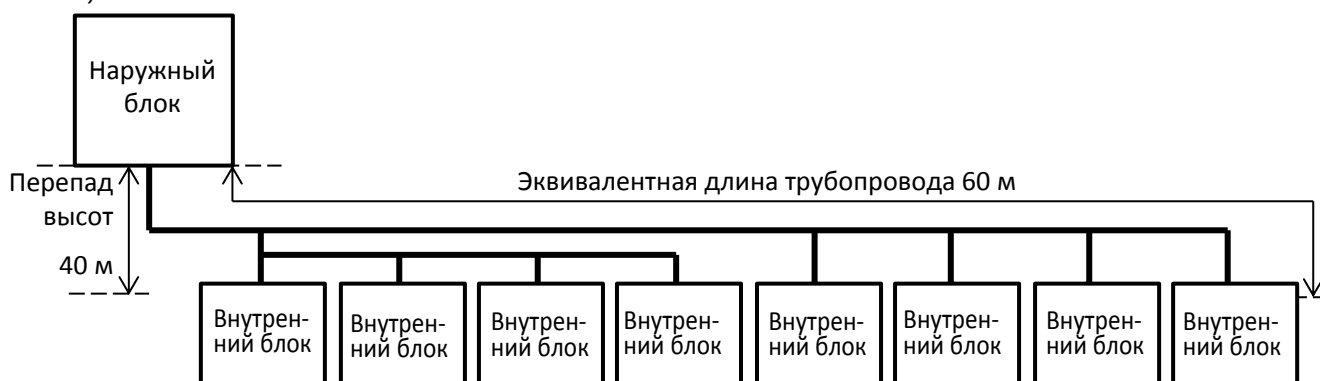 Наружный
блок
Перепад
высот
40 м
Эквивалентная длина трубопровода 60 м
Внутрен-
ний блок
Внутрен-
ний блок
Внутрен-
ний блок
Внутрен-
ний блок
Внутрен-
ний блок
Внутрен-
ний блок
Внутрен-
ний блок
Внутрен-
ний блок